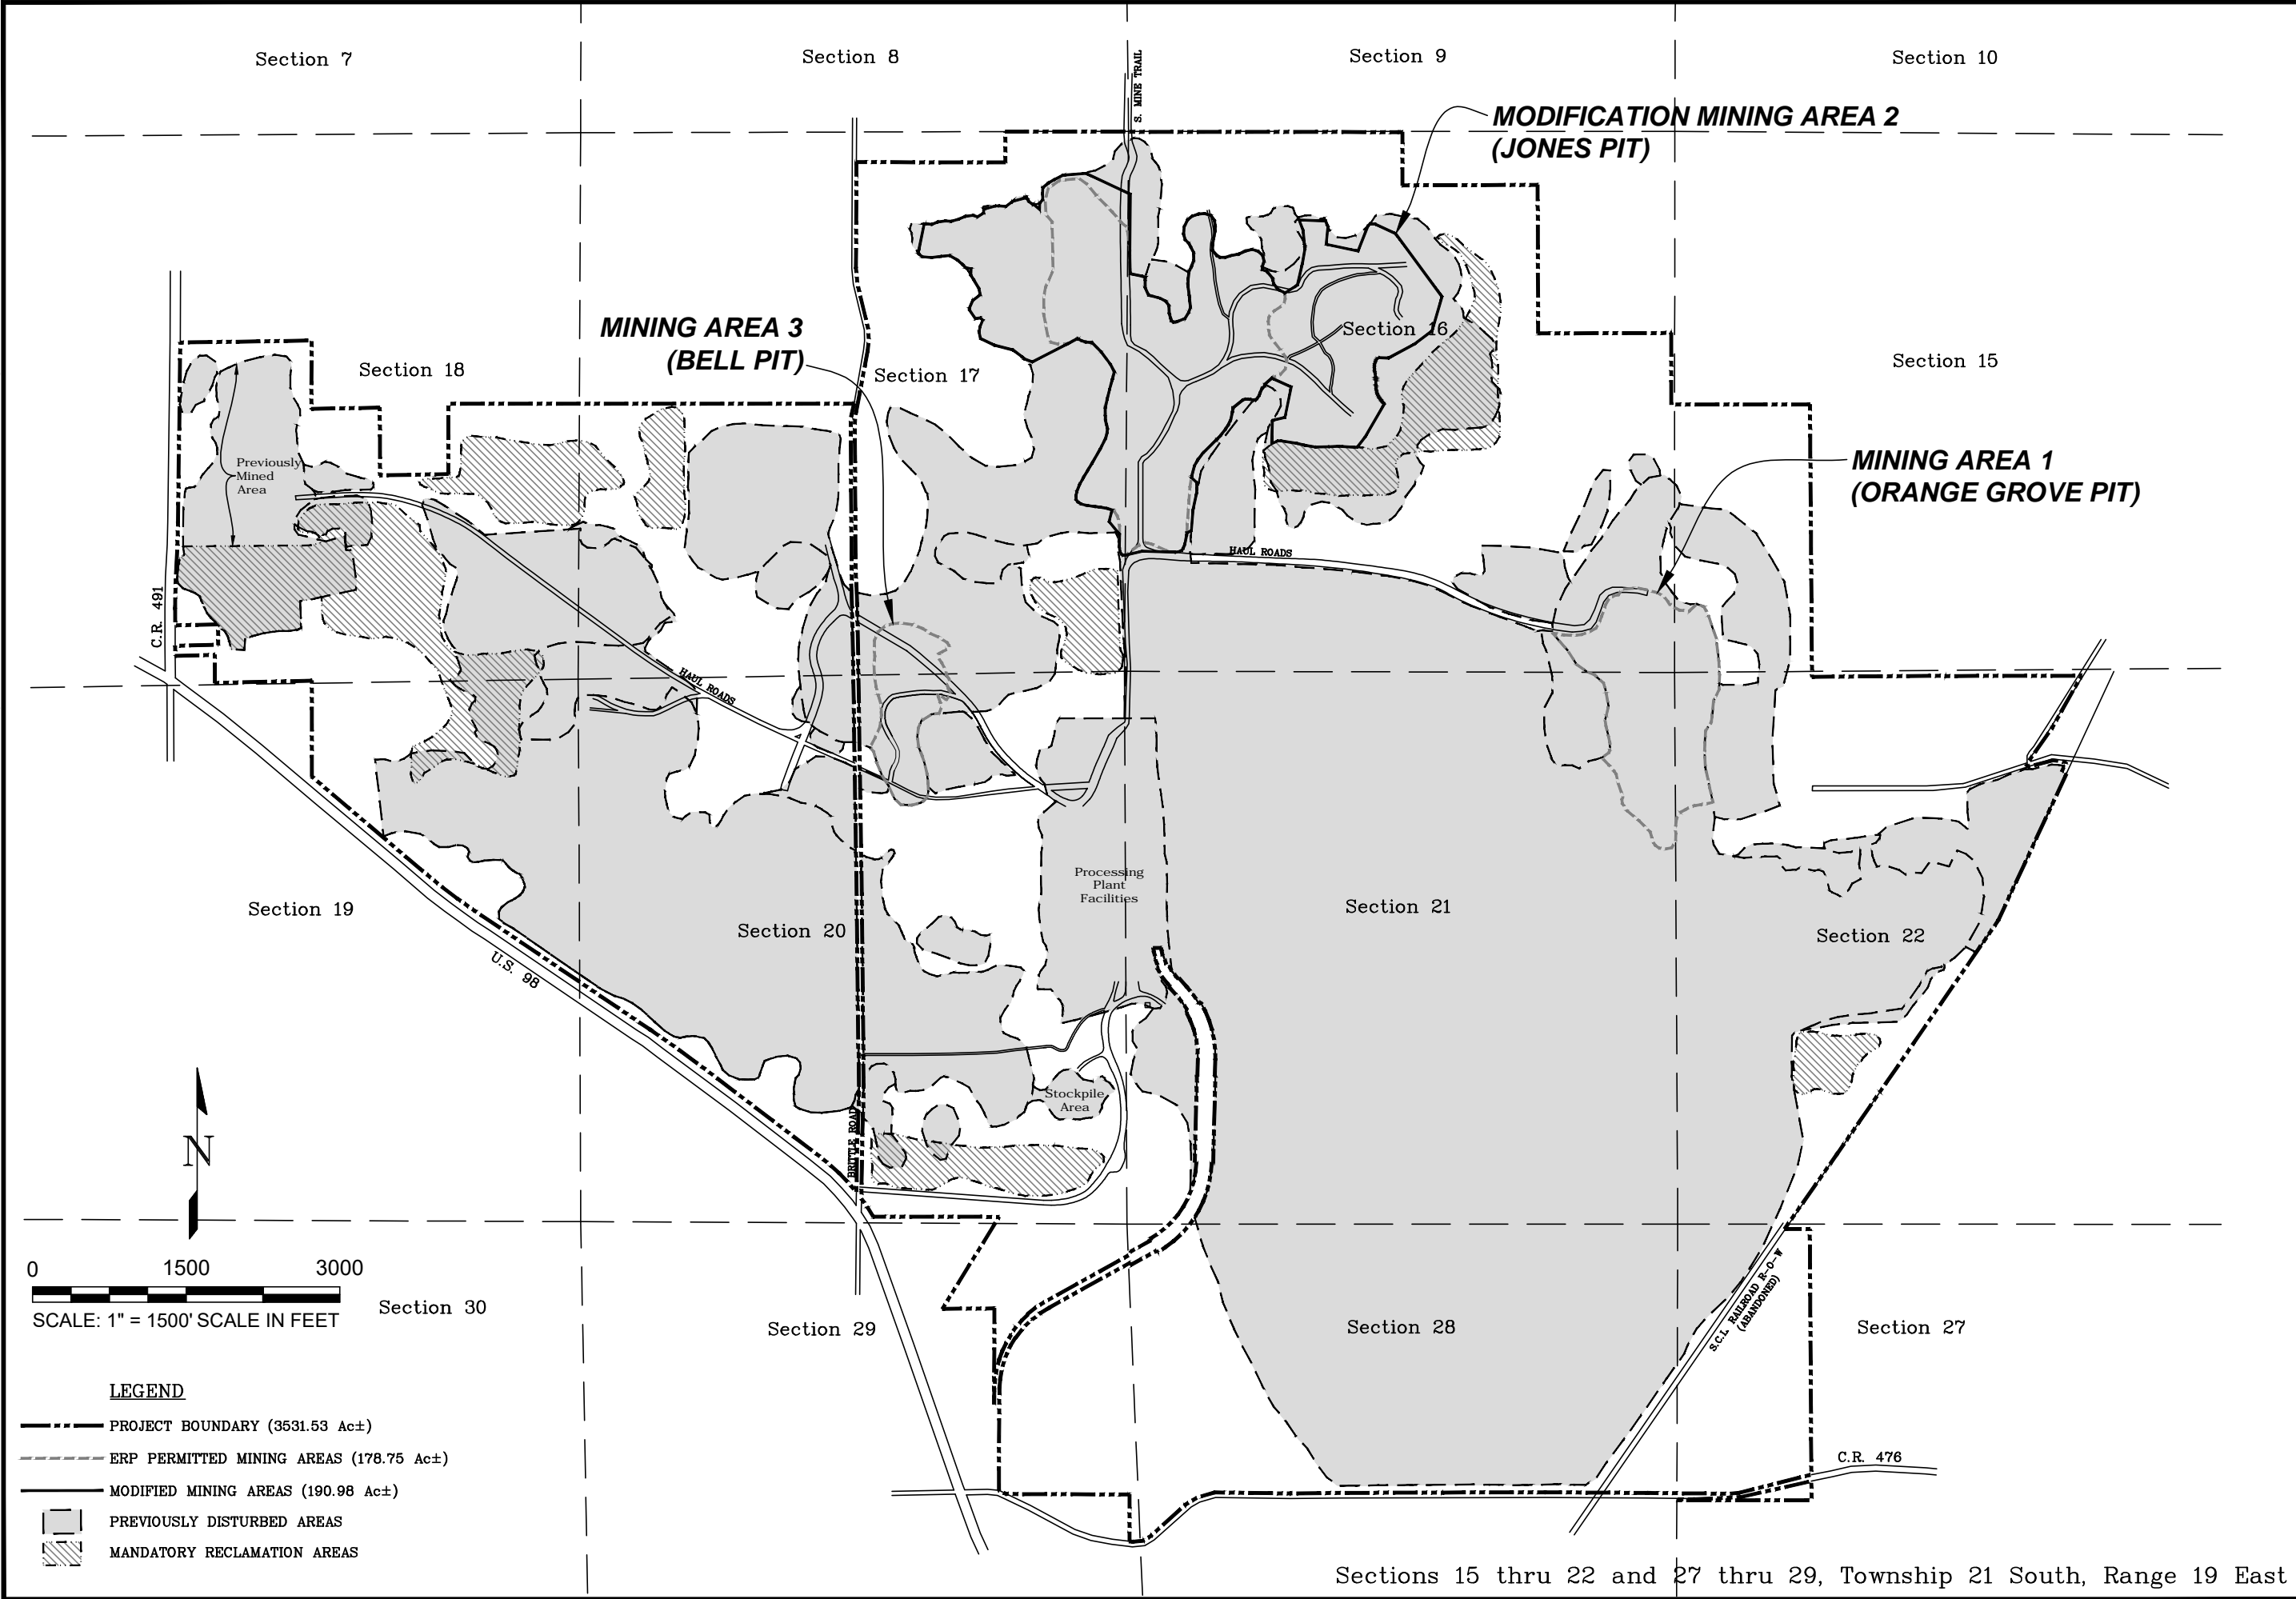 Section 7
Section 8
Section 9
Section 10
S. MINE TRAIL
MODIFICATION MINING AREA 2
(JONES PIT)
MINING AREA 3
(BELL PIT)
Section 18
Section 17
Section 16
Section 15
Previously
Mined
Area
MINING AREA 1
(ORANGE GROVE PIT)
C.R. 491
HAUL ROADS
HAUL ROADS
Processing
Plant
Facilities
Section 19
Section 20
Section 21
Section 22
U.S. 98
Stockpile
Area
BRITTLE ROAD
N
0 1500 3000
SCALE: 1" = 1500' SCALE IN FEET
Section 30
Section 29
Section 28
Section 27
S.C.L RAILROAD R-O-W
(ABANDONED)
C.R. 476
LEGEND
PROJECT BOUNDARY (3531.53 Ac±)
ERP PERMITTED MINING AREAS (178.75 Ac±)
MODIFIED MINING AREAS (190.98 Ac±)
PREVIOUSLY DISTURBED AREAS
MANDATORY RECLAMATION AREAS
Sections 15 thru 22 and 27 thru 29, Township 21 South, Range 19 East